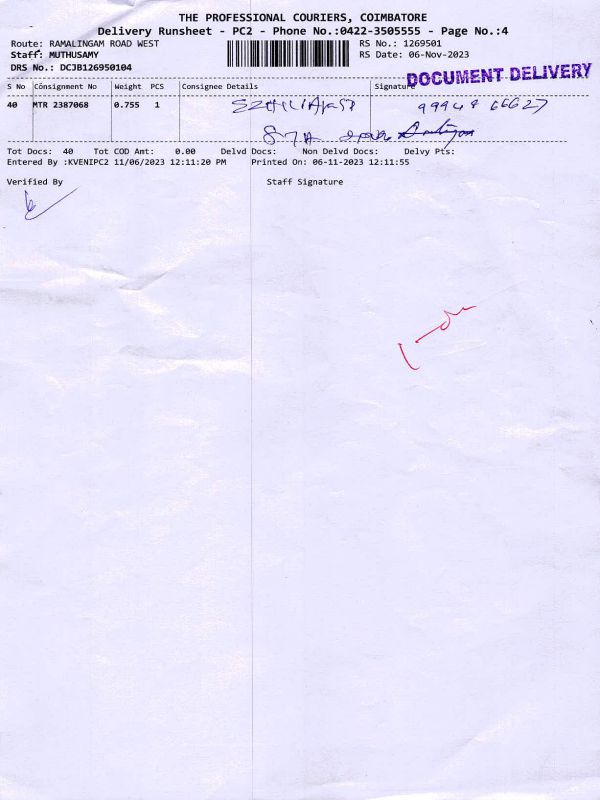 THE PROFESSIONAL COURIERS, COIMBATORE
Delivery Runsheet - PC2 - Phone No.:0422-3505555 - Page No.:4
Route: RAMALINGAM ROAD WEST RS No.: 1269501
Staff: MUTHUSAMY RS Date: 06-Nov-2023
DRS No.: DCJB126950104
DOCUMENT DELIVERY
S No Consignment No Weight PCS Consignee Details Signature
40 MTR 2387068 0.755 1
Tot Docs: 40 Tot COD Amt: 0.00 Delvd Docs: Non Delvd Docs: Delvy Pts:
Entered By :KVENIPC2 11/06/2023 12:11:20 PM Printed On: 06-11-2023 12:11:55
Verified By Staff Signature